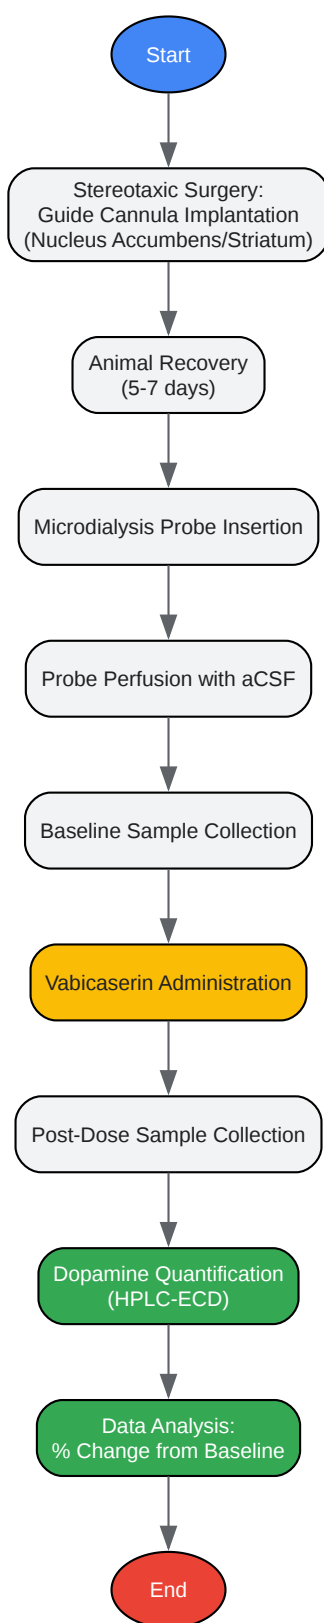 Start
Stereotaxic Surgery:
Guide Cannula Implantation
(Nucleus Accumbens/Striatum)
Animal Recovery
(5-7 days)
Microdialysis Probe Insertion
Probe Perfusion with aCSF
Baseline Sample Collection
Vabicaserin Administration
Post-Dose Sample Collection
Dopamine Quantification
(HPLC-ECD)
Data Analysis:
% Change from Baseline
End